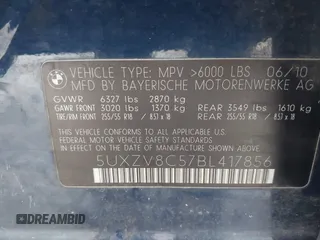 VEHICLE TYPE: MPV >6000 LBS 06/10
MFD BY BAYERISCHE MOTORENWERKE AG
GVWR 6327 LBS 2870 kg
GAWR FRONT 3020 LBS 1370 kg REAR 3549 LBS 1610 kg
TIRE/RIM FRONT 255/55 R18 // 8.5J x 18 REAR 255/55 R18 // 8.5J x 18
THIS VEHICLE CONFORMS TO ALL APPLICABLE U.S.
FEDERAL MOTOR VEHICLE SAFETY STANDARDS IN EFFECT
ON THE DATE OF MANUFACTURE SHOWN ABOVE.
5UXZV8C57BL417856
DREAMBID
DREAMBID.COM